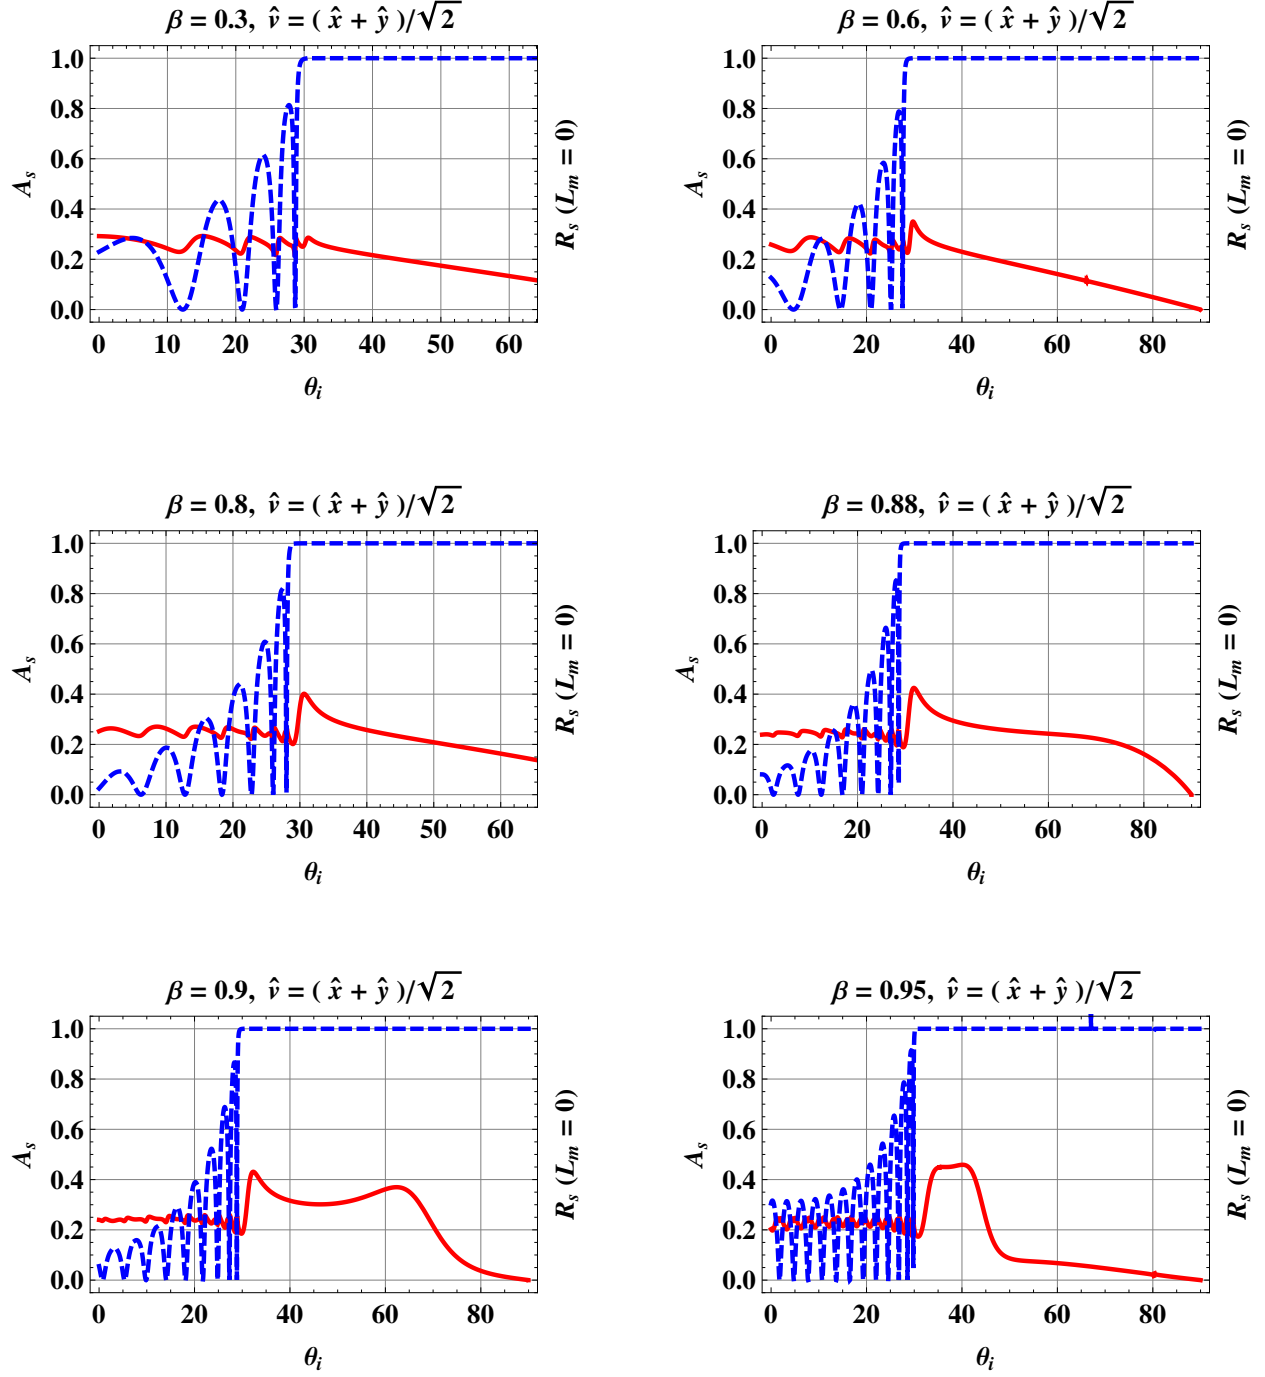 β = 0.3, v̂ = ( x̂ + ŷ )/√2
1.0
0.8
0.6
0.4
0.2
0.0
A_s
R_s (L_m = 0)
0 10 20 30 40 50 60
θ_i
β = 0.6, v̂ = ( x̂ + ŷ )/√2
1.0
0.8
0.6
0.4
0.2
0.0
A_s
R_s (L_m = 0)
0 20 40 60 80
θ_i
β = 0.8, v̂ = ( x̂ + ŷ )/√2
1.0
0.8
0.6
0.4
0.2
0.0
A_s
R_s (L_m = 0)
0 10 20 30 40 50 60
θ_i
β = 0.88, v̂ = ( x̂ + ŷ )/√2
1.0
0.8
0.6
0.4
0.2
0.0
A_s
R_s (L_m = 0)
0 20 40 60 80
θ_i
β = 0.9, v̂ = ( x̂ + ŷ )/√2
1.0
0.8
0.6
0.4
0.2
0.0
A_s
R_s (L_m = 0)
0 20 40 60 80
θ_i
β = 0.95, v̂ = ( x̂ + ŷ )/√2
1.0
0.8
0.6
0.4
0.2
0.0
A_s
R_s (L_m = 0)
0 20 40 60 80
θ_i